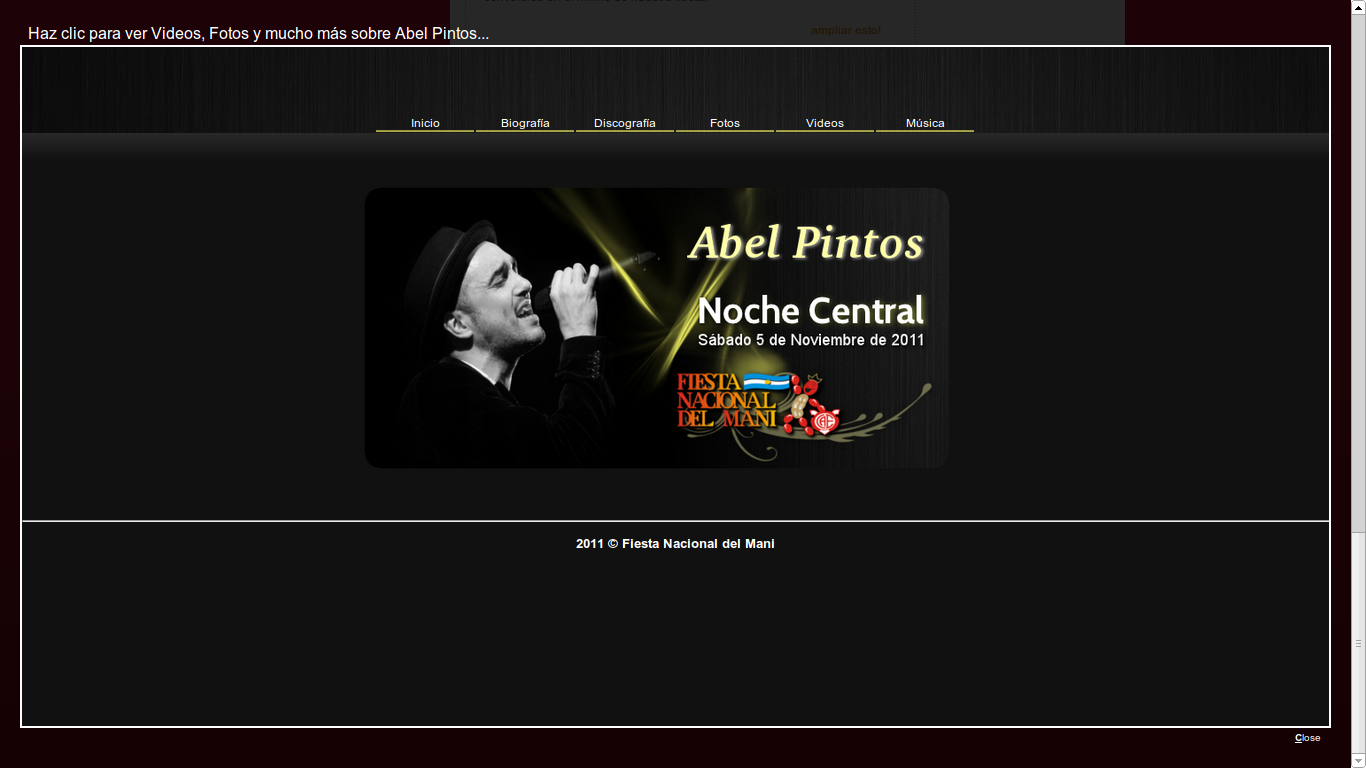 ampliar esto!
Haz clic para ver Videos, Fotos y mucho más sobre Abel Pintos...
Inicio
Biografía
Discografía
Fotos
Videos
Música
Abel Pintos
Noche Central
Sábado 5 de Noviembre de 2011
FIESTA
NACIONAL
DEL MANI
2011 © Fiesta Nacional del Mani
Close